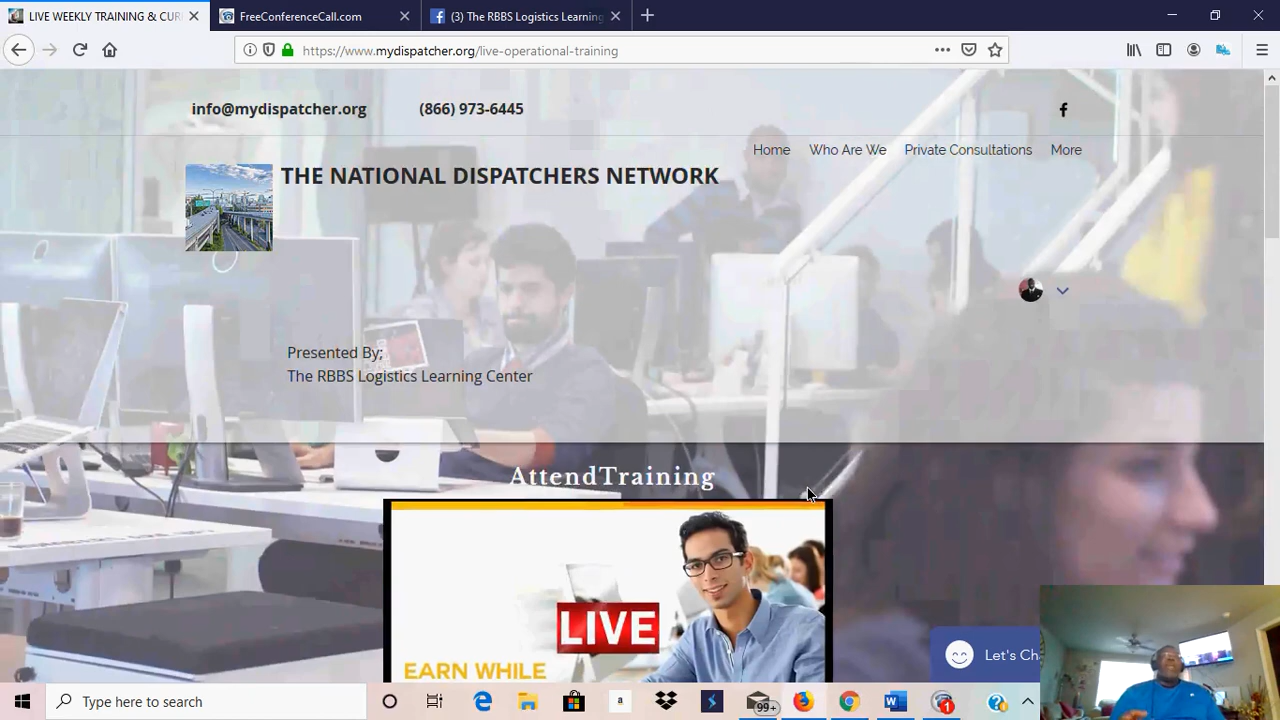 LIVE WEEKLY TRAINING & CUR
FreeConferenceCall.com
(3) The RBBS Logistics Learning
https://www.mydispatcher.org/live-operational-training
info@mydispatcher.org
(866) 973-6445
Home
Who Are We
Private Consultations
More
THE NATIONAL DISPATCHERS NETWORK
Presented By;
The RBBS Logistics Learning Center
AttendTraining
LIVE
EARN WHILE
Let's Ch
Type here to search
a
99+
1